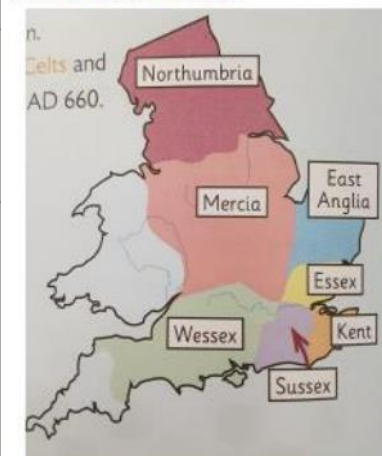 n.
Celts and
AD 660.
Northumbria
East
Anglia
Mercia
Essex
Wessex
Kent
Sussex